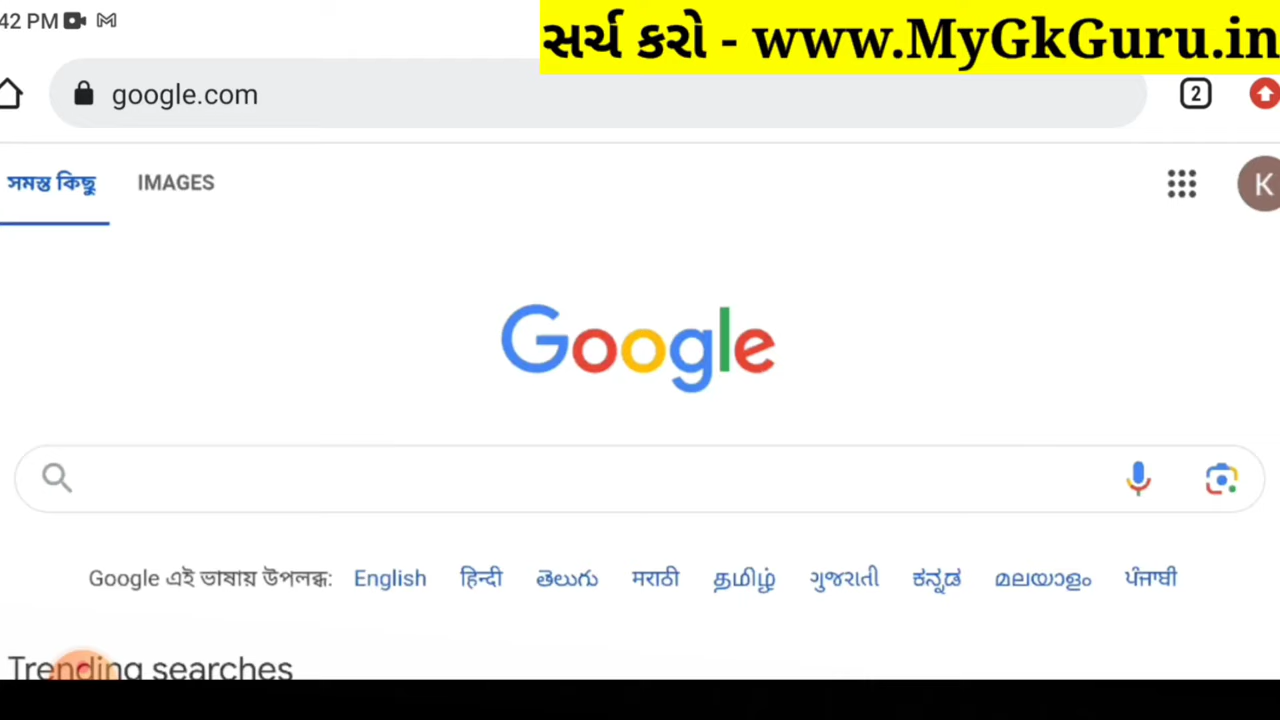 42 PM
સર્ચ કરો - www.MyGkGuru.in
google.com
2
সমস্ত কিছু IMAGES
K
Google
Google এই ভাষায় উপলব্ধ: English हिन्दी తెలుగు मराठी தமிழ் ગુજરાતી ಕನ್ನಡ മലയാളം ਪੰਜਾਬੀ
Trending searches